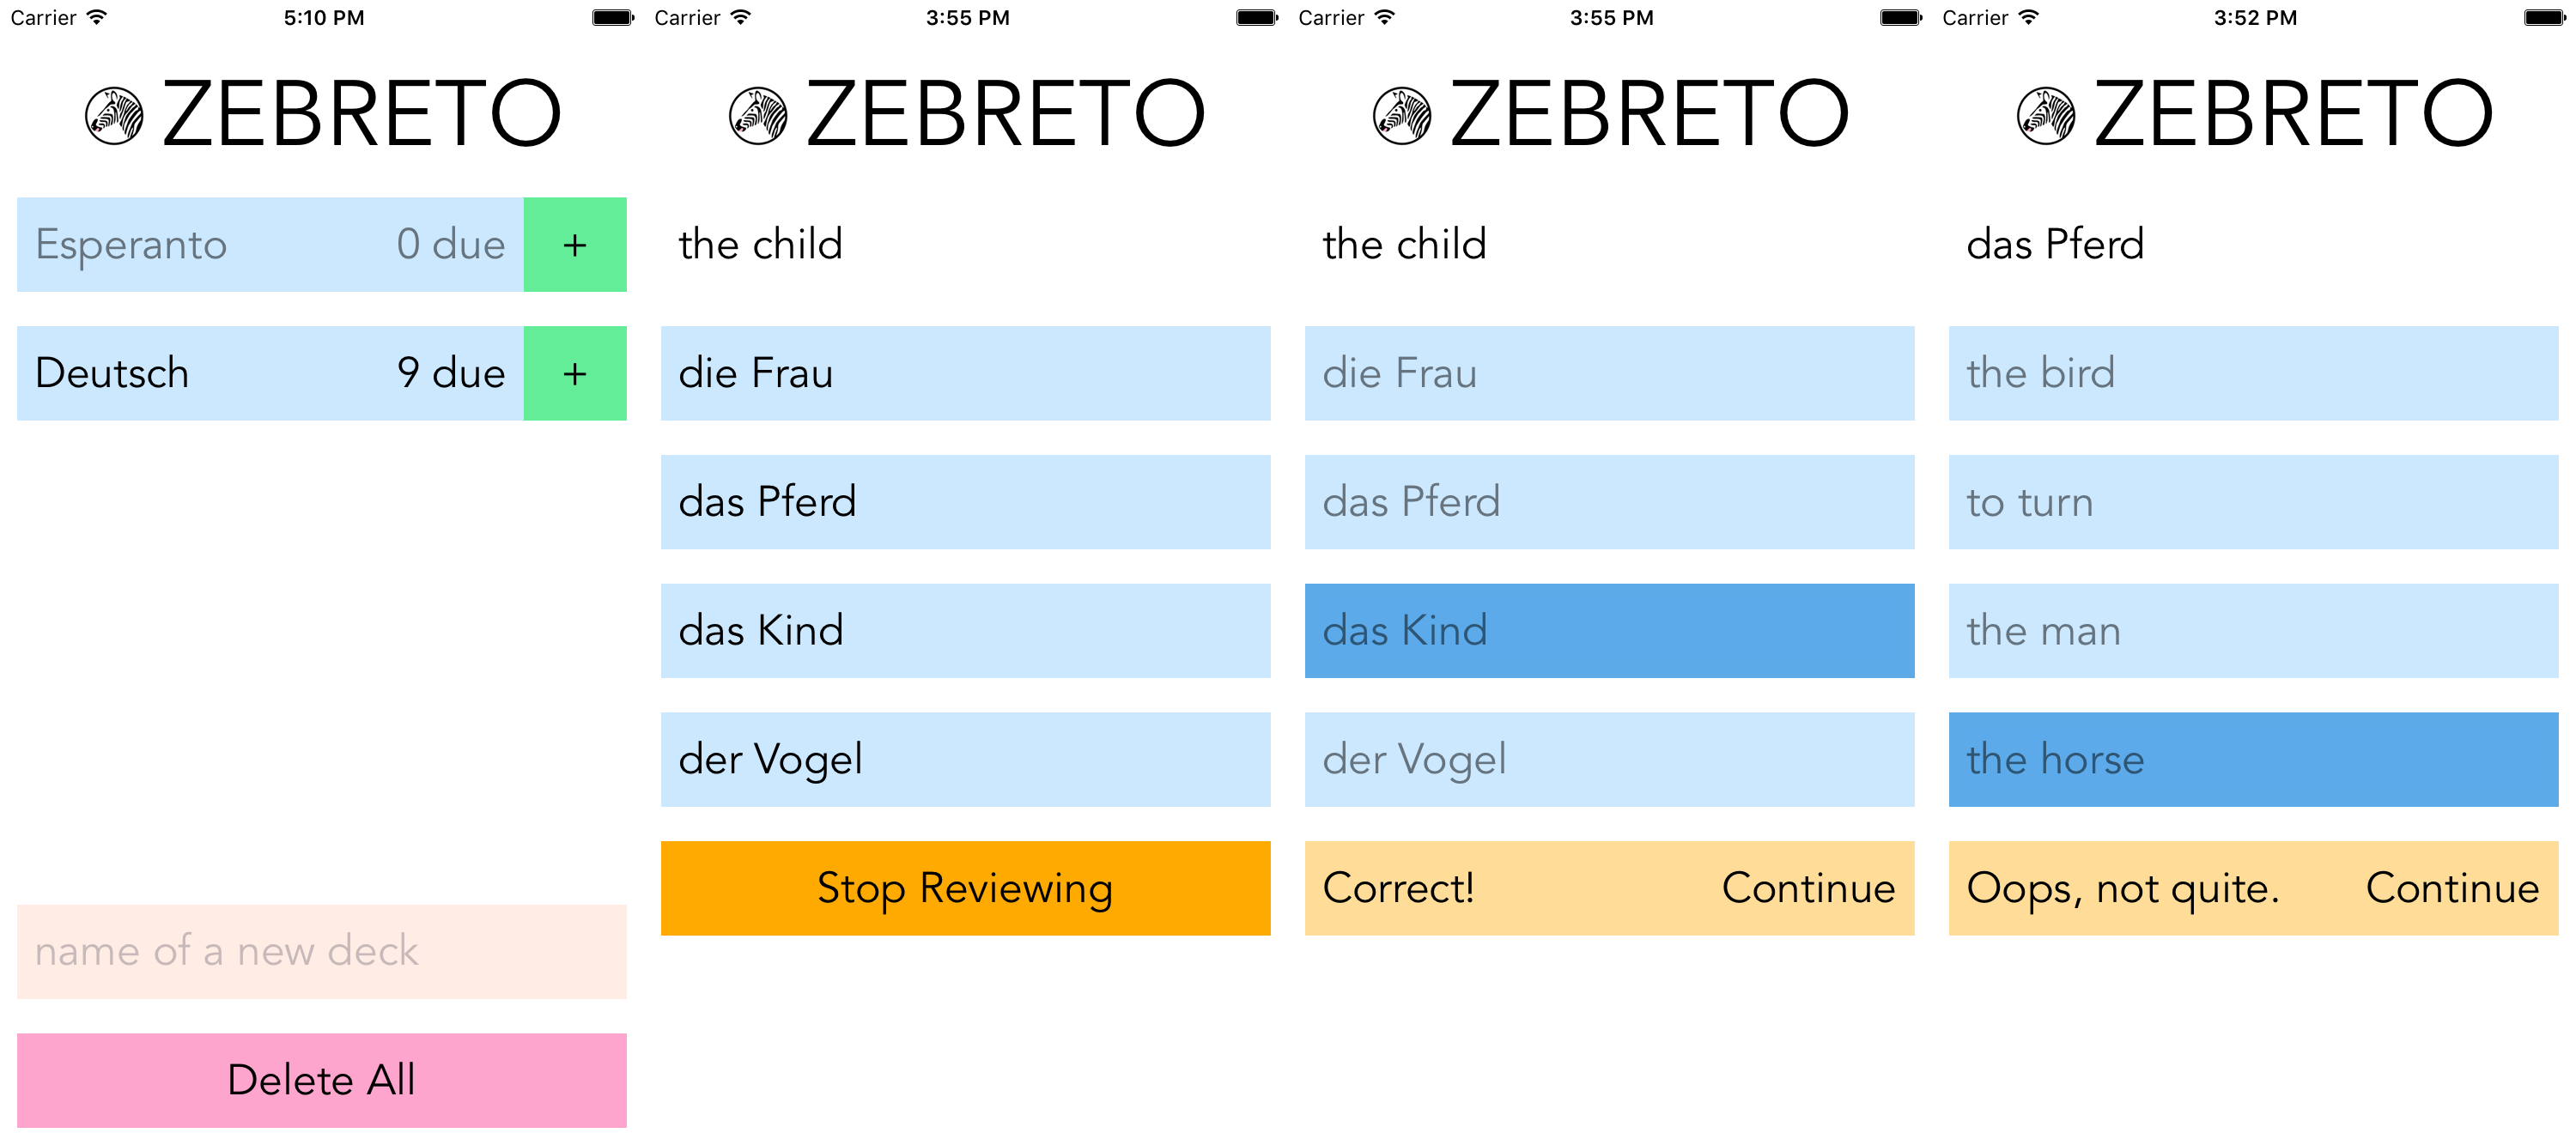 Carrier 5:10 PM
ZEBRETO
Esperanto 0 due +
Deutsch 9 due +
name of a new deck
Delete All
Carrier 3:55 PM
ZEBRETO
the child
die Frau
das Pferd
das Kind
der Vogel
Stop Reviewing
Carrier 3:55 PM
ZEBRETO
the child
die Frau
das Pferd
das Kind
der Vogel
Correct! Continue
Carrier 3:52 PM
ZEBRETO
das Pferd
the bird
to turn
the man
the horse
Oops, not quite. Continue